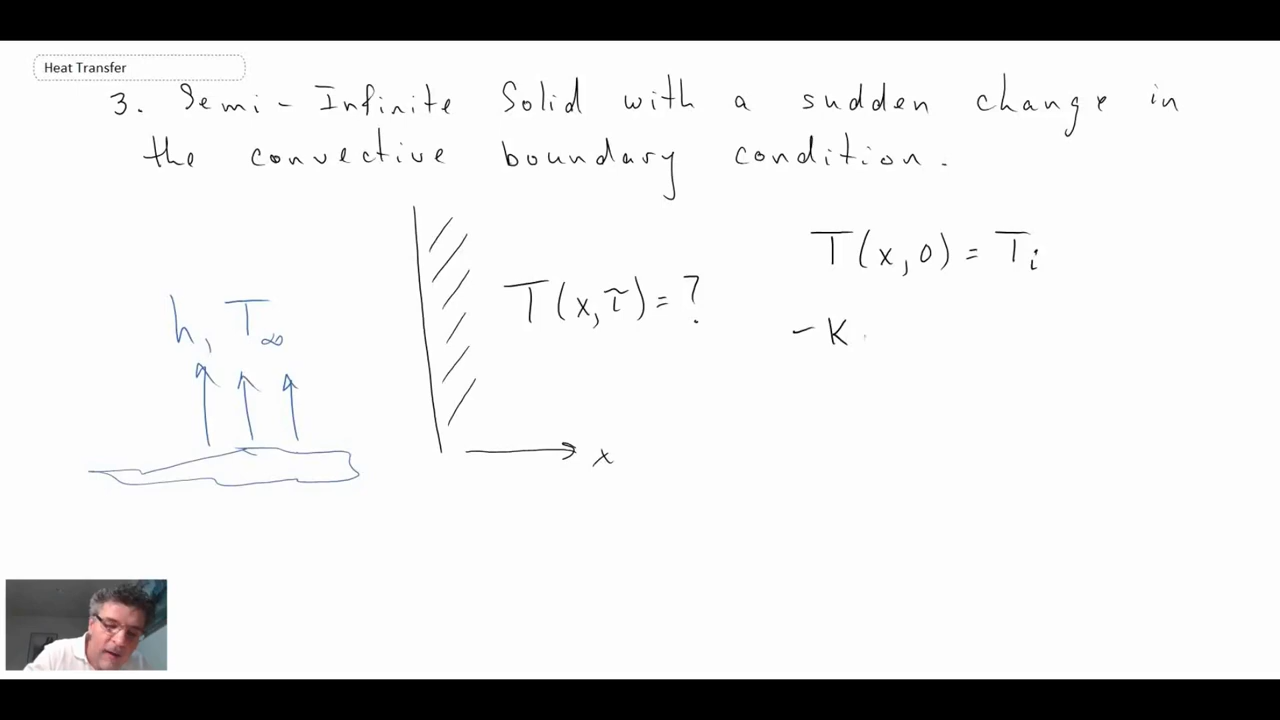 Heat Transfer
3. Semi-Infinite Solid with a sudden change in
the convective boundary condition.
T(x,0) = Ti
h, T∞
T(x,τ) = ?
-K
x